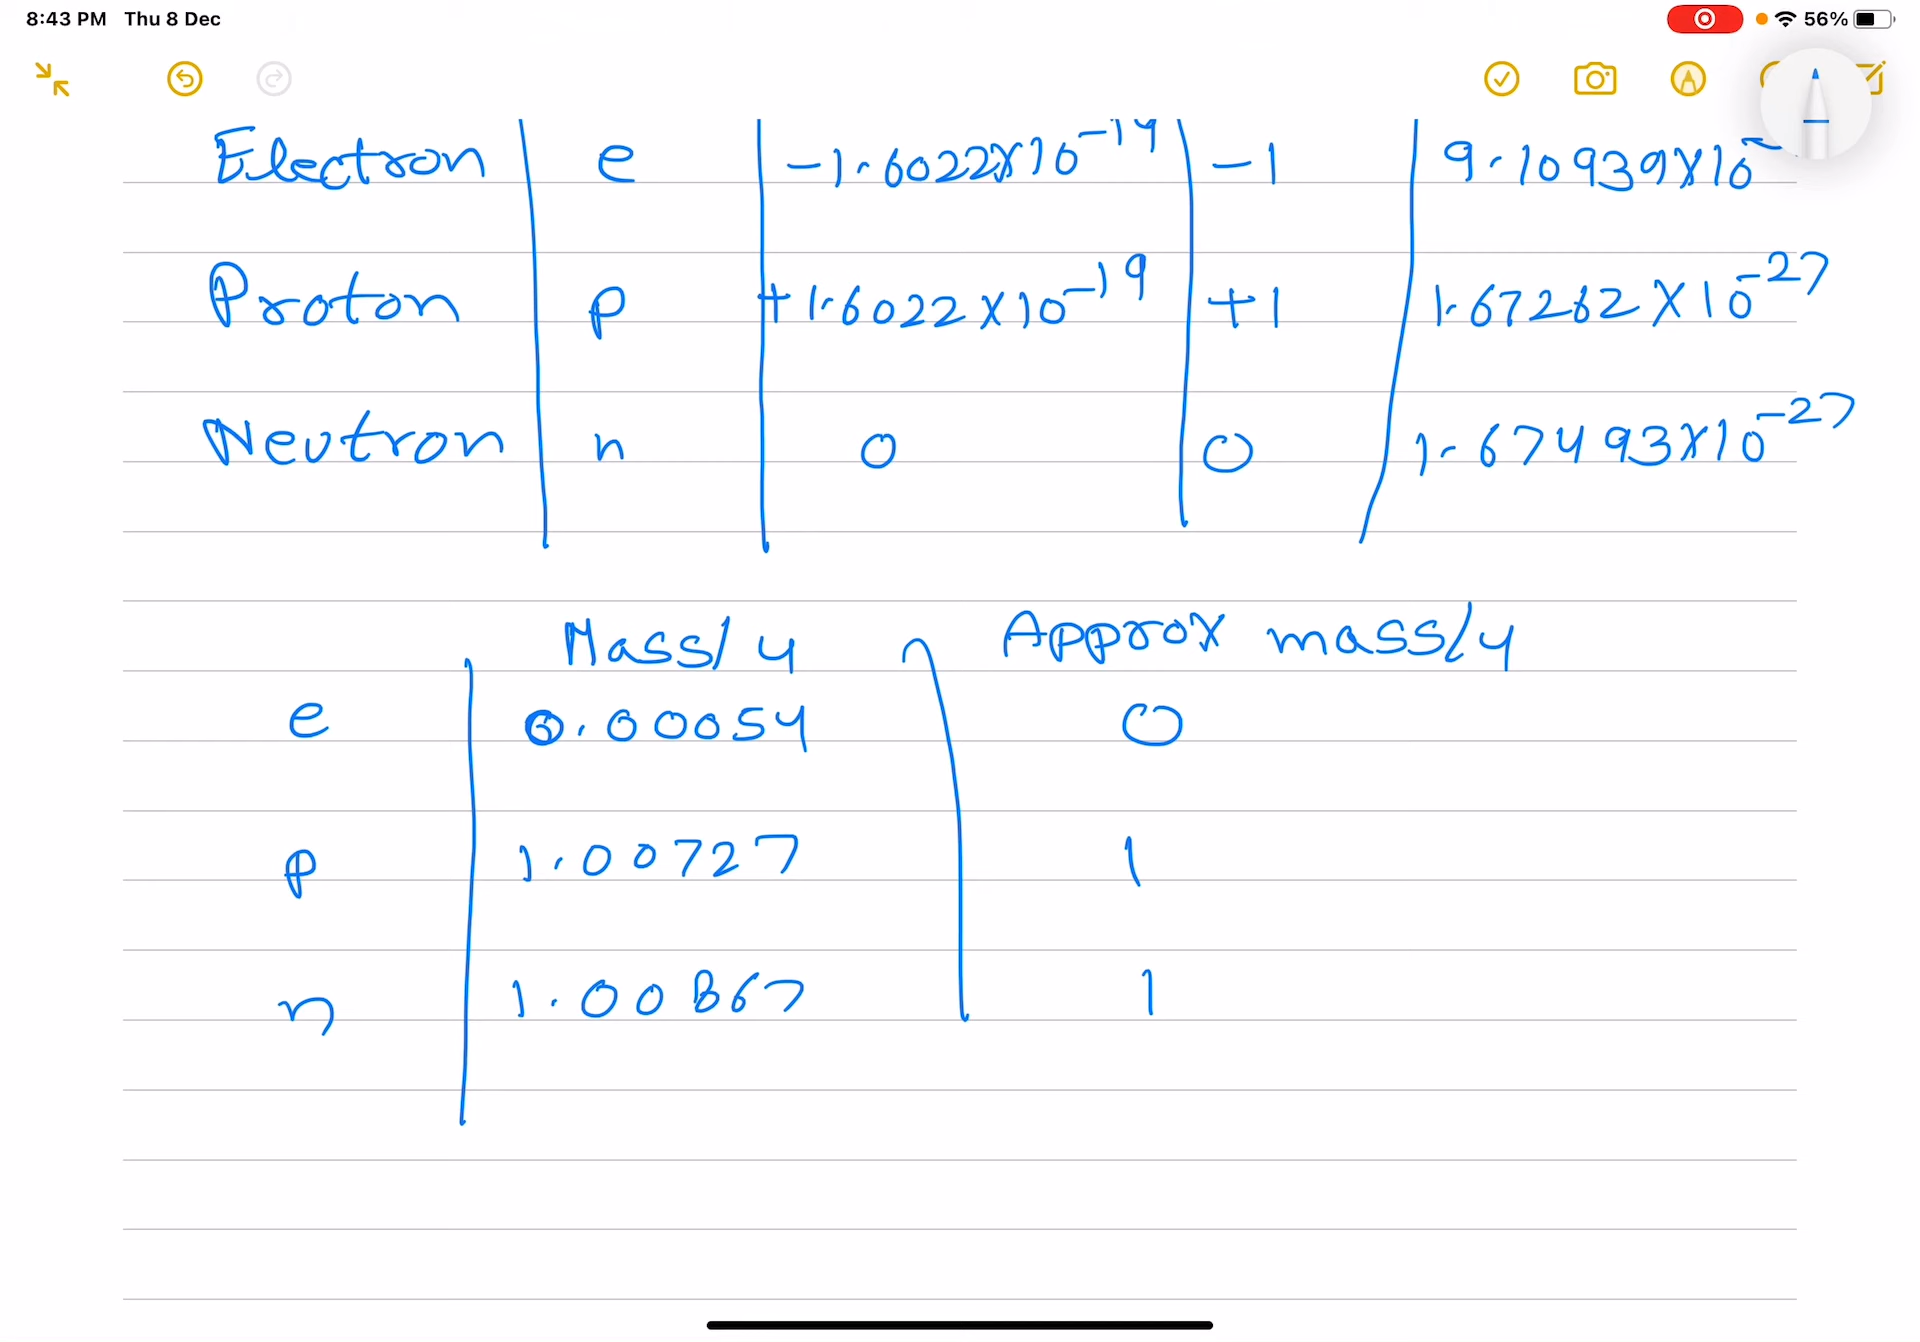 8:43 PM Thu 8 Dec 56%
Electron e -1.6022x10^-19 -1 9.10939x10^-
Proton p +1.6022x10^-19 +1 1.67262x10^-27
Neutron n 0 0 1.67493x10^-27
Mass/u Approx mass/u
e 0.00054 0
p 1.00727 1
n 1.00867 1